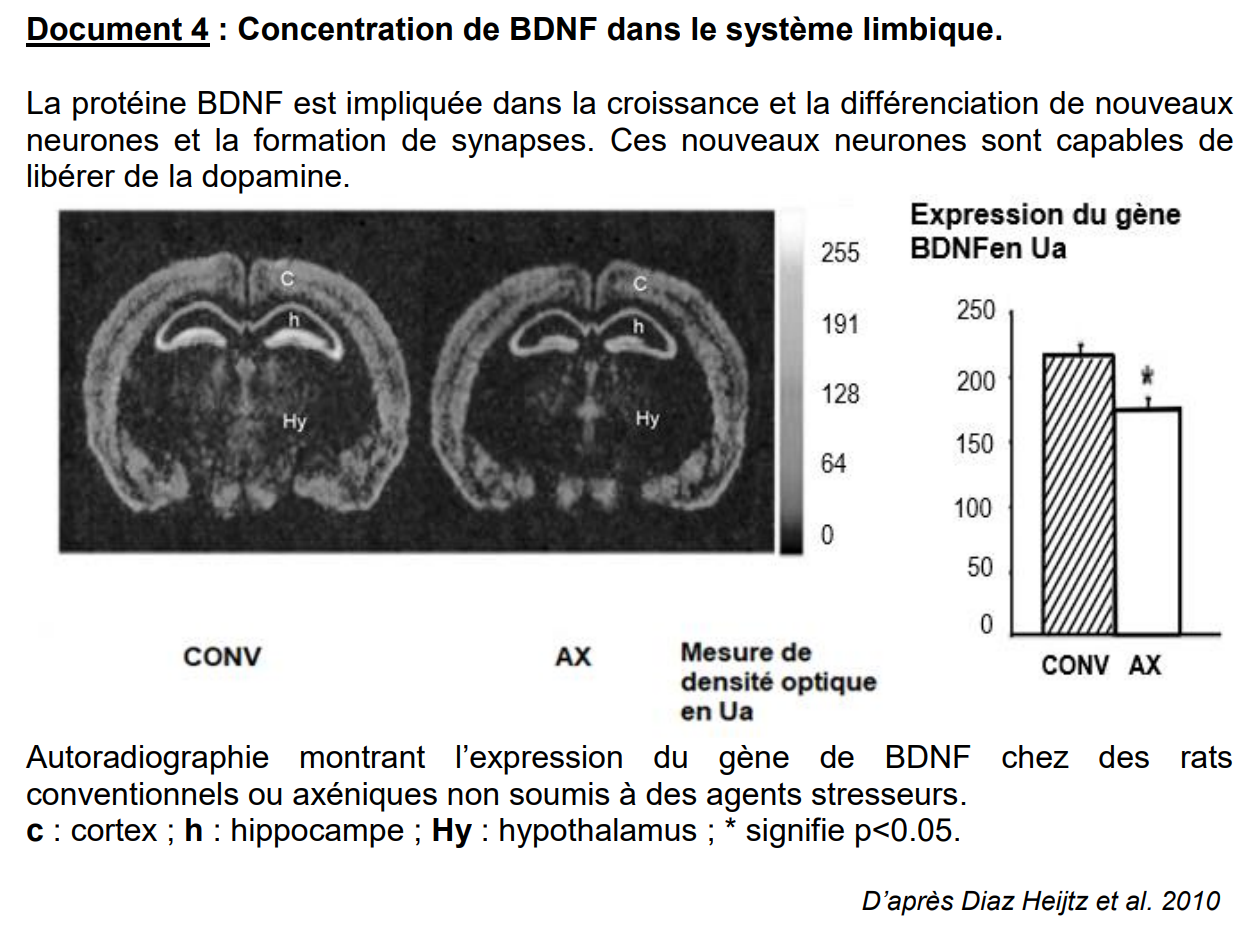 Document 4 : Concentration de BDNF dans le système limbique.
La protéine BDNF est impliquée dans la croissance et la différenciation de nouveaux
neurones et la formation de synapses. Ces nouveaux neurones sont capables de
libérer de la dopamine.
C
h
Hy
C
h
Hy
255
191
128
64
0
CONV
AX
Mesure de
densité optique
en Ua
Expression du gène
BDNFen Ua
250
200
150
100
50
0
*
CONV AX
Autoradiographie montrant l’expression du gène de BDNF chez des rats
conventionnels ou axéniques non soumis à des agents stresseurs.
c : cortex ; h : hippocampe ; Hy : hypothalamus ; * signifie p<0.05.
D’après Diaz Heijtz et al. 2010